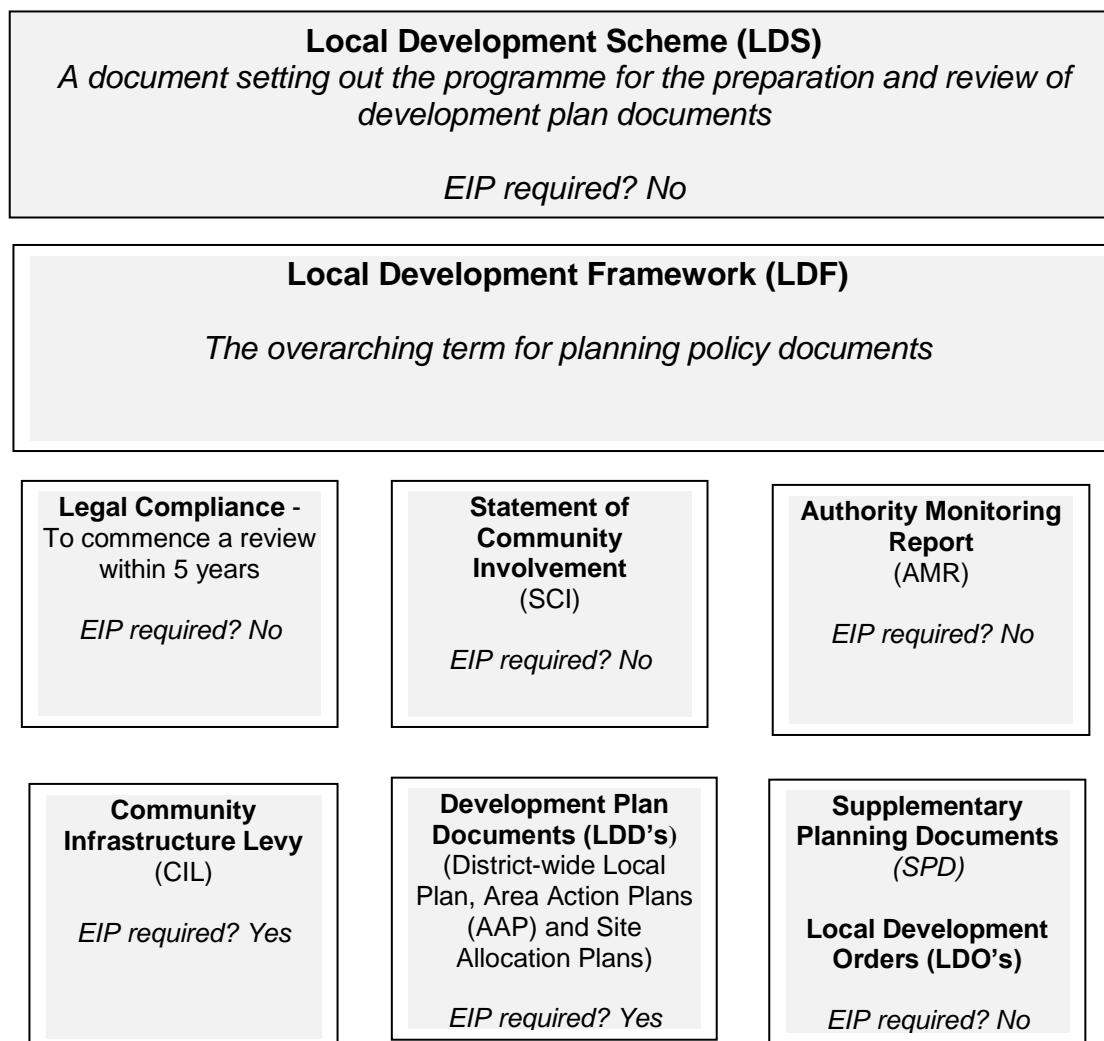 Local Development Scheme (LDS)
A document setting out the programme for the preparation and review of
development plan documents
EIP required? No
Local Development Framework (LDF)
The overarching term for planning policy documents
Legal Compliance -
To commence a review
within 5 years
EIP required? No
Statement of
Community
Involvement
(SCI)
EIP required? No
Authority Monitoring
Report
(AMR)
EIP required? No
Community
Infrastructure Levy
(CIL)
EIP required? Yes
Development Plan
Documents (LDD's)
(District-wide Local
Plan, Area Action Plans
(AAP) and Site
Allocation Plans)
EIP required? Yes
Supplementary
Planning Documents
(SPD)
Local Development
Orders (LDO's)
EIP required? No